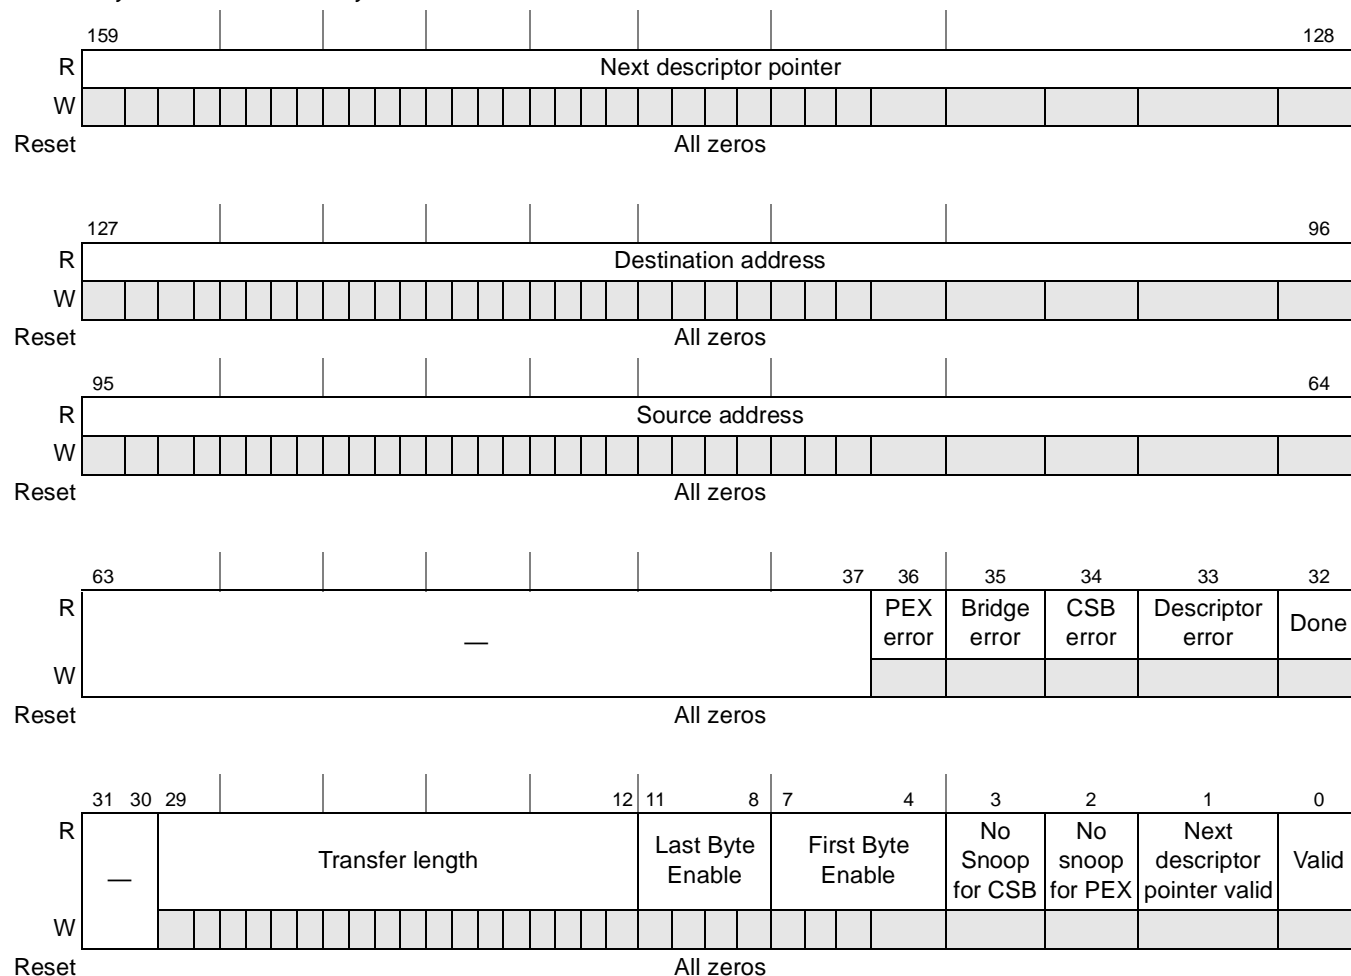 159 128
R Next descriptor pointer
W
Reset All zeros
127 96
R Destination address
W
Reset All zeros
95 64
R Source address
W
Reset All zeros
63 37 36 35 34 33 32
R — PEX error Bridge error CSB error Descriptor error Done
W
Reset All zeros
31 30 29 12 11 8 7 4 3 2 1 0
R — Transfer length Last Byte Enable First Byte Enable No Snoop for CSB No snoop for PEX Next descriptor pointer valid Valid
W
Reset All zeros